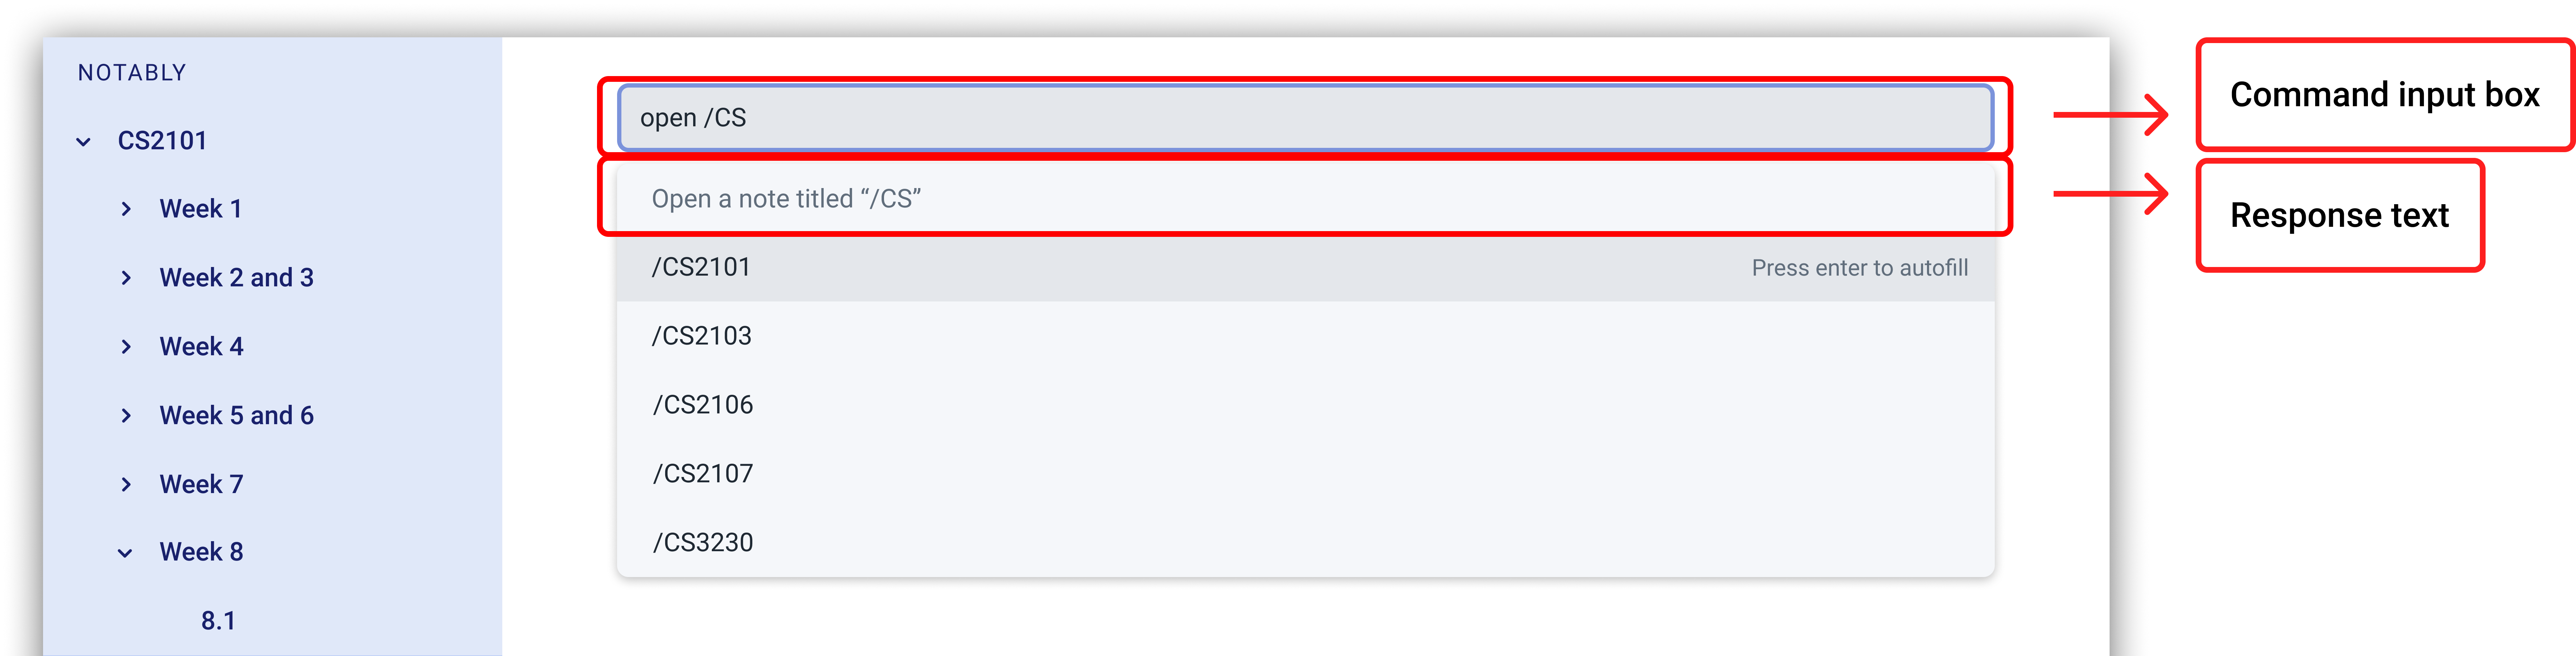 NOTABLY
CS2101
Week 1
Week 2 and 3
Week 4
Week 5 and 6
Week 7
Week 8
8.1
open /CS
Open a note titled “/CS”
/CS2101 Press enter to autofill
/CS2103
/CS2106
/CS2107
/CS3230
Command input box
Response text